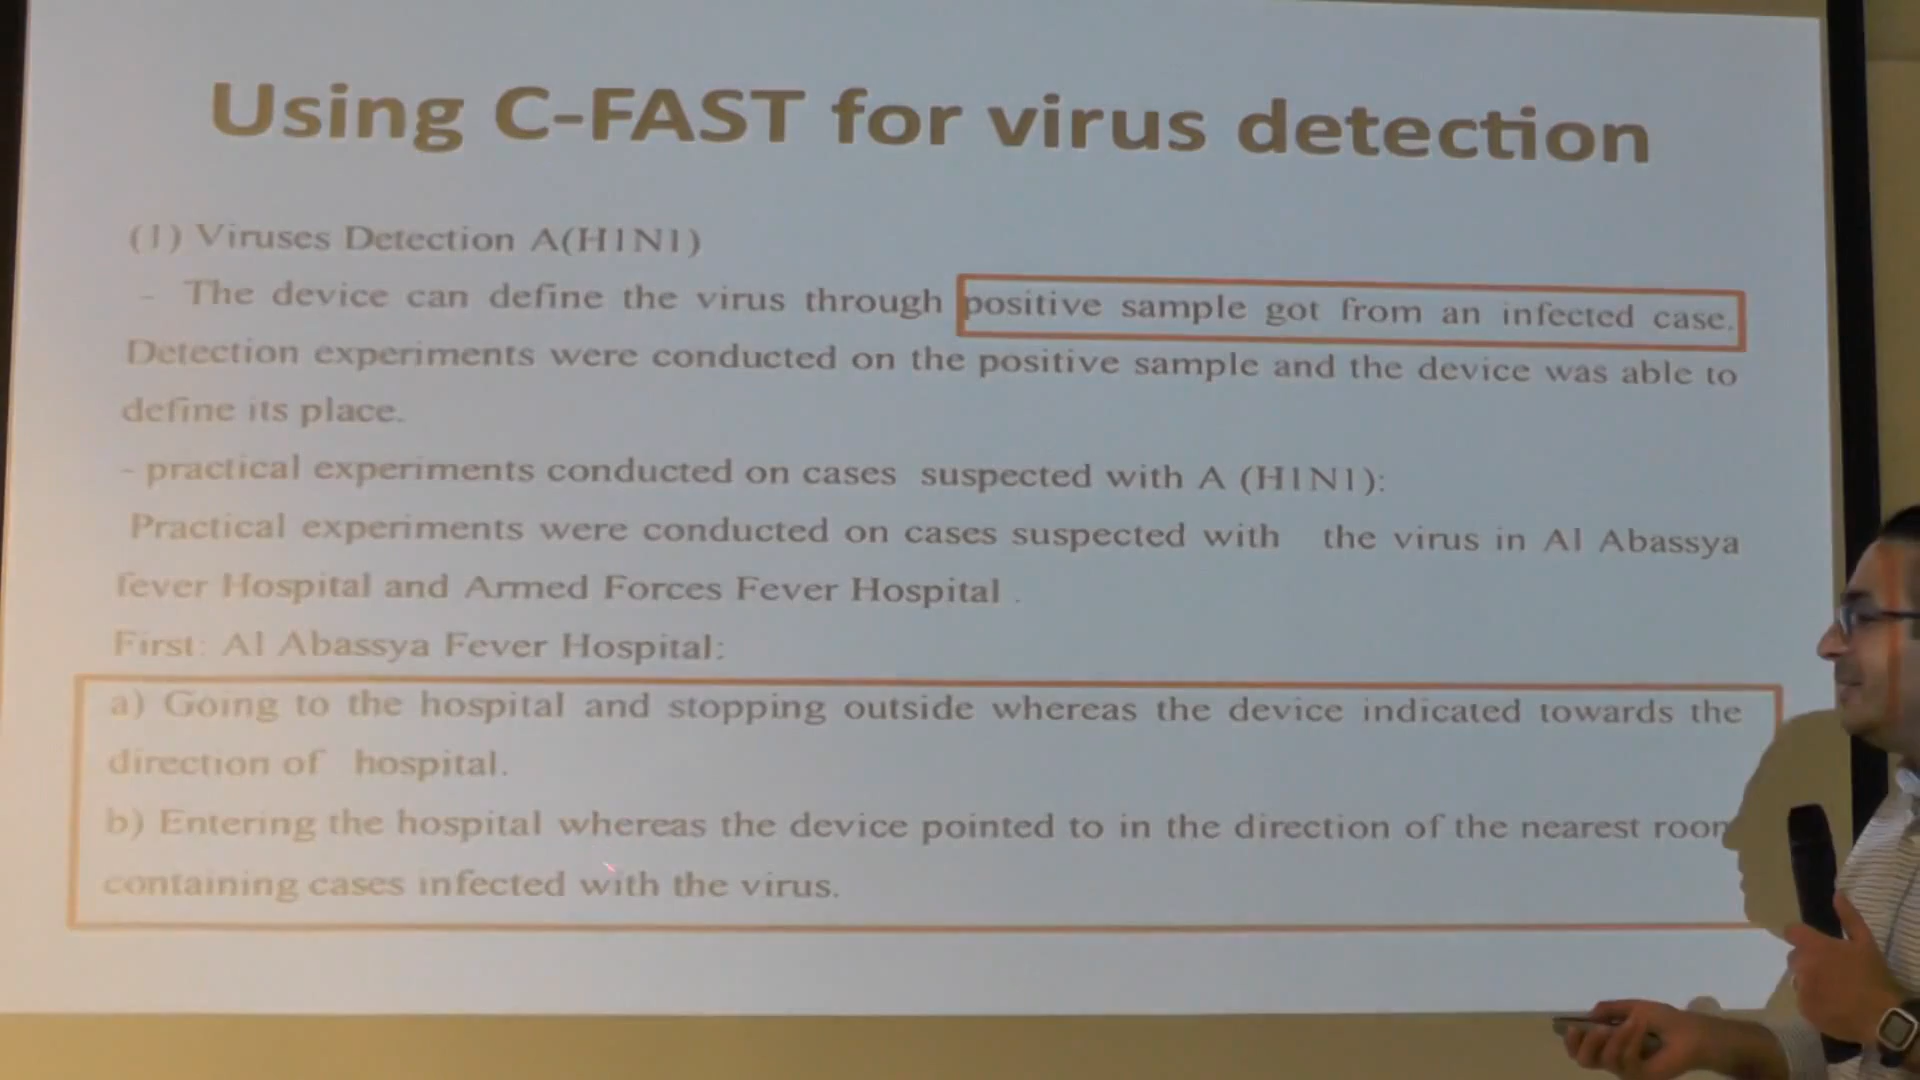 Using C-FAST for virus detection
(1) Viruses Detection A(H1N1)
- The device can define the virus through positive sample got from an infected case.
Detection experiments were conducted on the positive sample and the device was able to
define its place.
- practical experiments conducted on cases suspected with A (H1N1):
Practical experiments were conducted on cases suspected with the virus in Al Abassya
fever Hospital and Armed Forces Fever Hospital .
First: Al Abassya Fever Hospital:
a) Going to the hospital and stopping outside whereas the device indicated towards the
direction of hospital.
b) Entering the hospital whereas the device pointed to in the direction of the nearest room
containing cases infected with the virus.